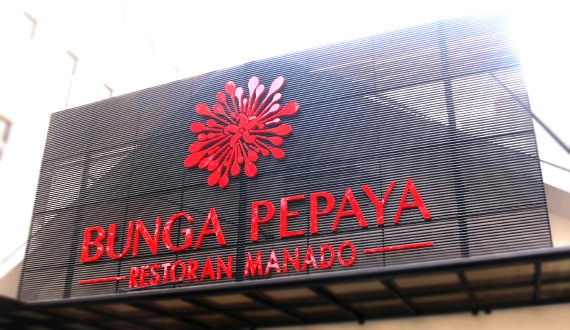 BUNGA PEPAYA
RESTORAN MANADO